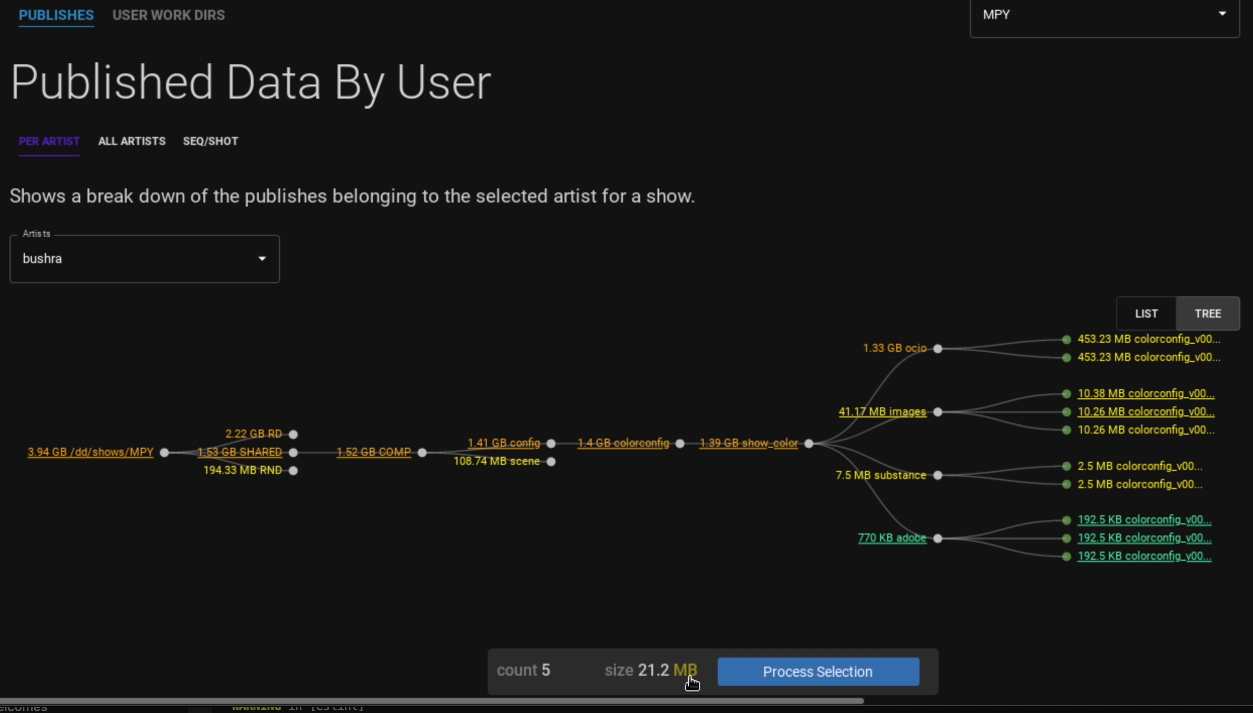 PUBLISHES USER WORK DIRS
MPY
Published Data By User
PER ARTIST ALL ARTISTS SEQ/SHOT
Shows a break down of the publishes belonging to the selected artist for a show.
Artists
bushra
LIST TREE
3.94 GB /dd/shows/MPY
2.22 GB RD
1.53 GB SHARED
194.33 MB RND
1.52 GB COMP
1.41 GB config
108.74 MB scene
1.4 GB colorconfig
1.39 GB show_color
1.33 GB ocio
453.23 MB colorconfig_v00...
453.23 MB colorconfig_v00...
41.17 MB images
10.38 MB colorconfig_v00...
10.26 MB colorconfig_v00...
10.26 MB colorconfig_v00...
7.5 MB substance
2.5 MB colorconfig_v00...
2.5 MB colorconfig_v00...
770 KB adobe
192.5 KB colorconfig_v00...
192.5 KB colorconfig_v00...
192.5 KB colorconfig_v00...
count 5 size 21.2 MB Process Selection